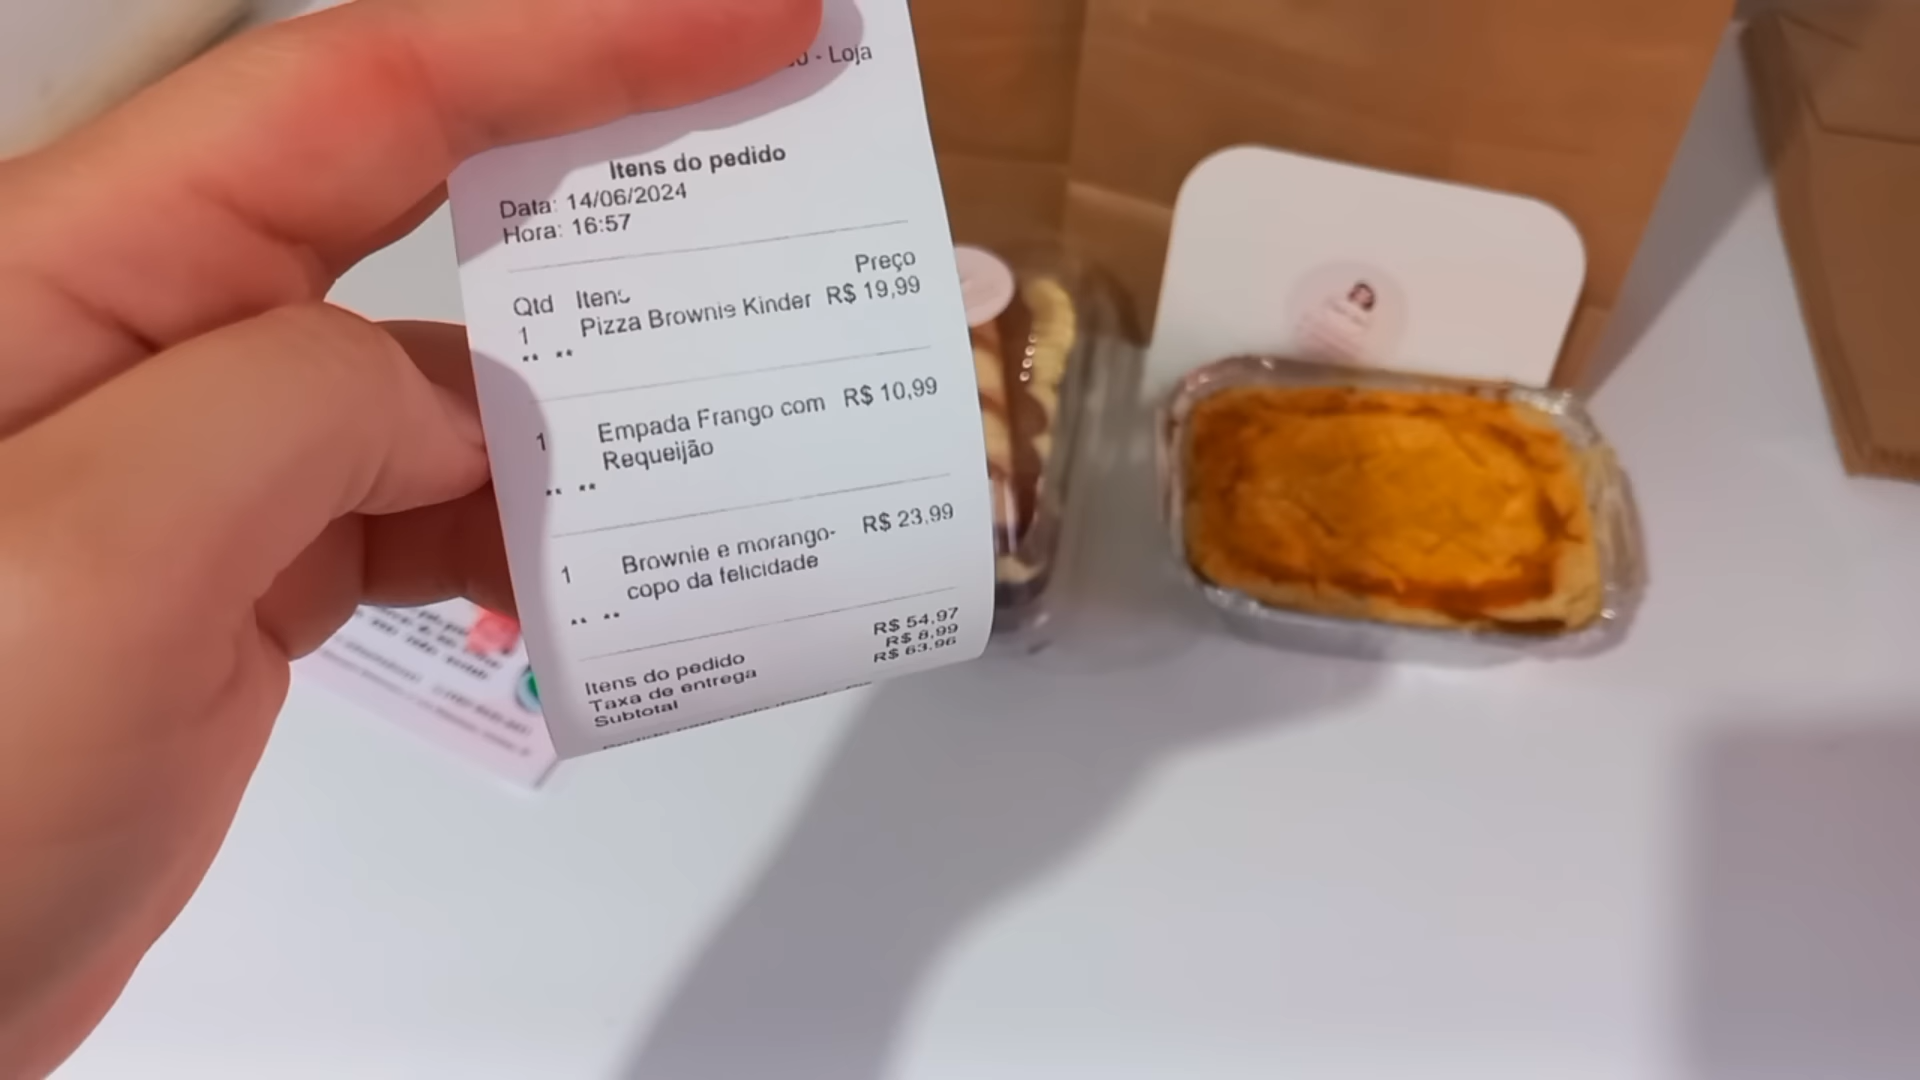 - Loja
Itens do pedido
Data: 14/06/2024
Hora: 16:57
Preço
Qtd Itens
1 Pizza Brownie Kinder R$ 19,99
** **
1 Empada Frango com R$ 10,99
Requeijão
** **
1 Brownie e morango- R$ 23,99
copo da felicidade
** **
Itens do pedido R$ 54,97
Taxa de entrega R$ 8,99
Subtotal R$ 63,96